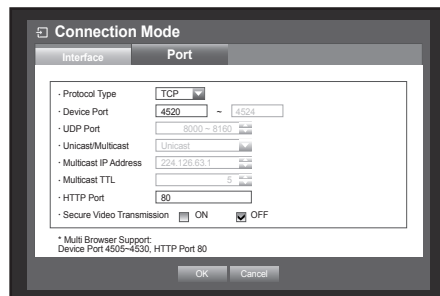 Connection Mode
Interface Port
· Protocol Type TCP
· Device Port 4520 ~ 4524
· UDP Port 8000 ~ 8160
· Unicast/Multicast Unicast
· Multicast IP Address 224.126.63.1
· Multicast TTL 5
· HTTP Port 80
· Secure Video Transmission ON OFF
* Multi Browser Support:
Device Port 4505~4530, HTTP Port 80
OK Cancel